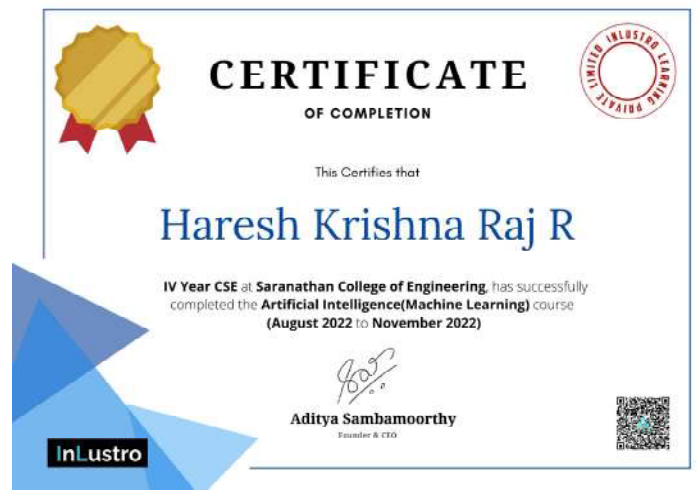 CERTIFICATE
OF COMPLETION
INLUSTRO LEARNING PRIVATE LIMITED
This Certifies that
Haresh Krishna Raj R
IV Year CSE at Saranathan College of Engineering, has successfully
completed the Artificial Intelligence(Machine Learning) course
(August 2022 to November 2022)
Aditya Sambamoorthy
Founder & CEO
InLustro